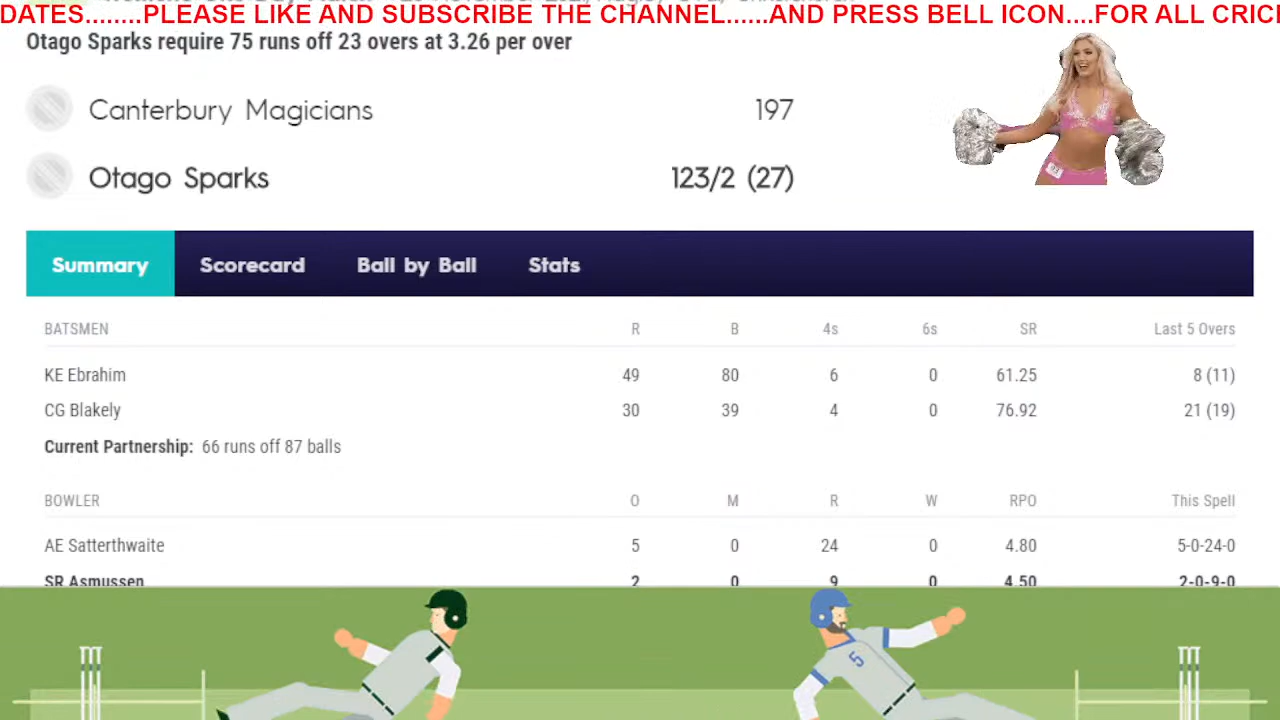 DATES........PLEASE LIKE AND SUBSCRIBE THE CHANNEL......AND PRESS BELL ICON....FOR ALL CRICI
Otago Sparks require 75 runs off 23 overs at 3.26 per over
Canterbury Magicians 197
Otago Sparks 123/2 (27)
Summary Scorecard Ball by Ball Stats
BATSMEN R B 4s 6s SR Last 5 Overs
KE Ebrahim 49 80 6 0 61.25 8 (11)
CG Blakely 30 39 4 0 76.92 21 (19)
Current Partnership: 66 runs off 87 balls
BOWLER O M R W RPO This Spell
AE Satterthwaite 5 0 24 0 4.80 5-0-24-0
SR Asmussen 2 0 9 0 4.50 2-0-9-0
5